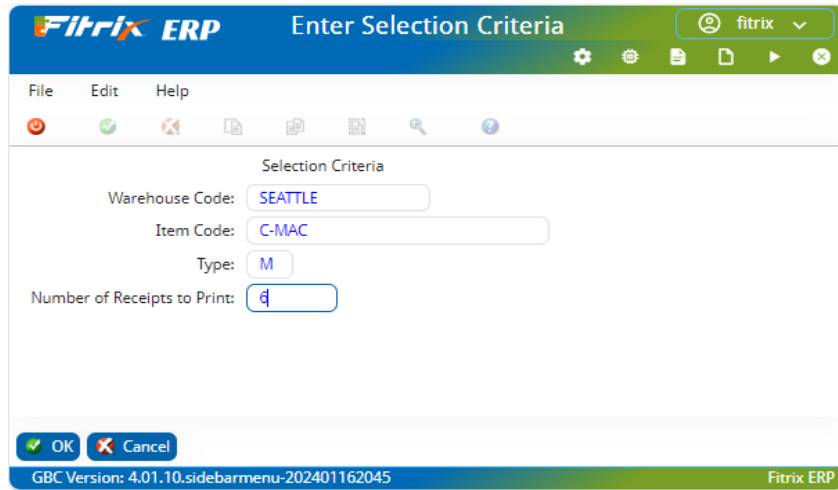 Fitrix ERP Enter Selection Criteria fitrix
File Edit Help
Selection Criteria
Warehouse Code: SEATTLE
Item Code: C-MAC
Type: M
Number of Receipts to Print: 6
OK Cancel
GBC Version: 4.01.10.sidebarmenu-202401162045 Fitrix ERP